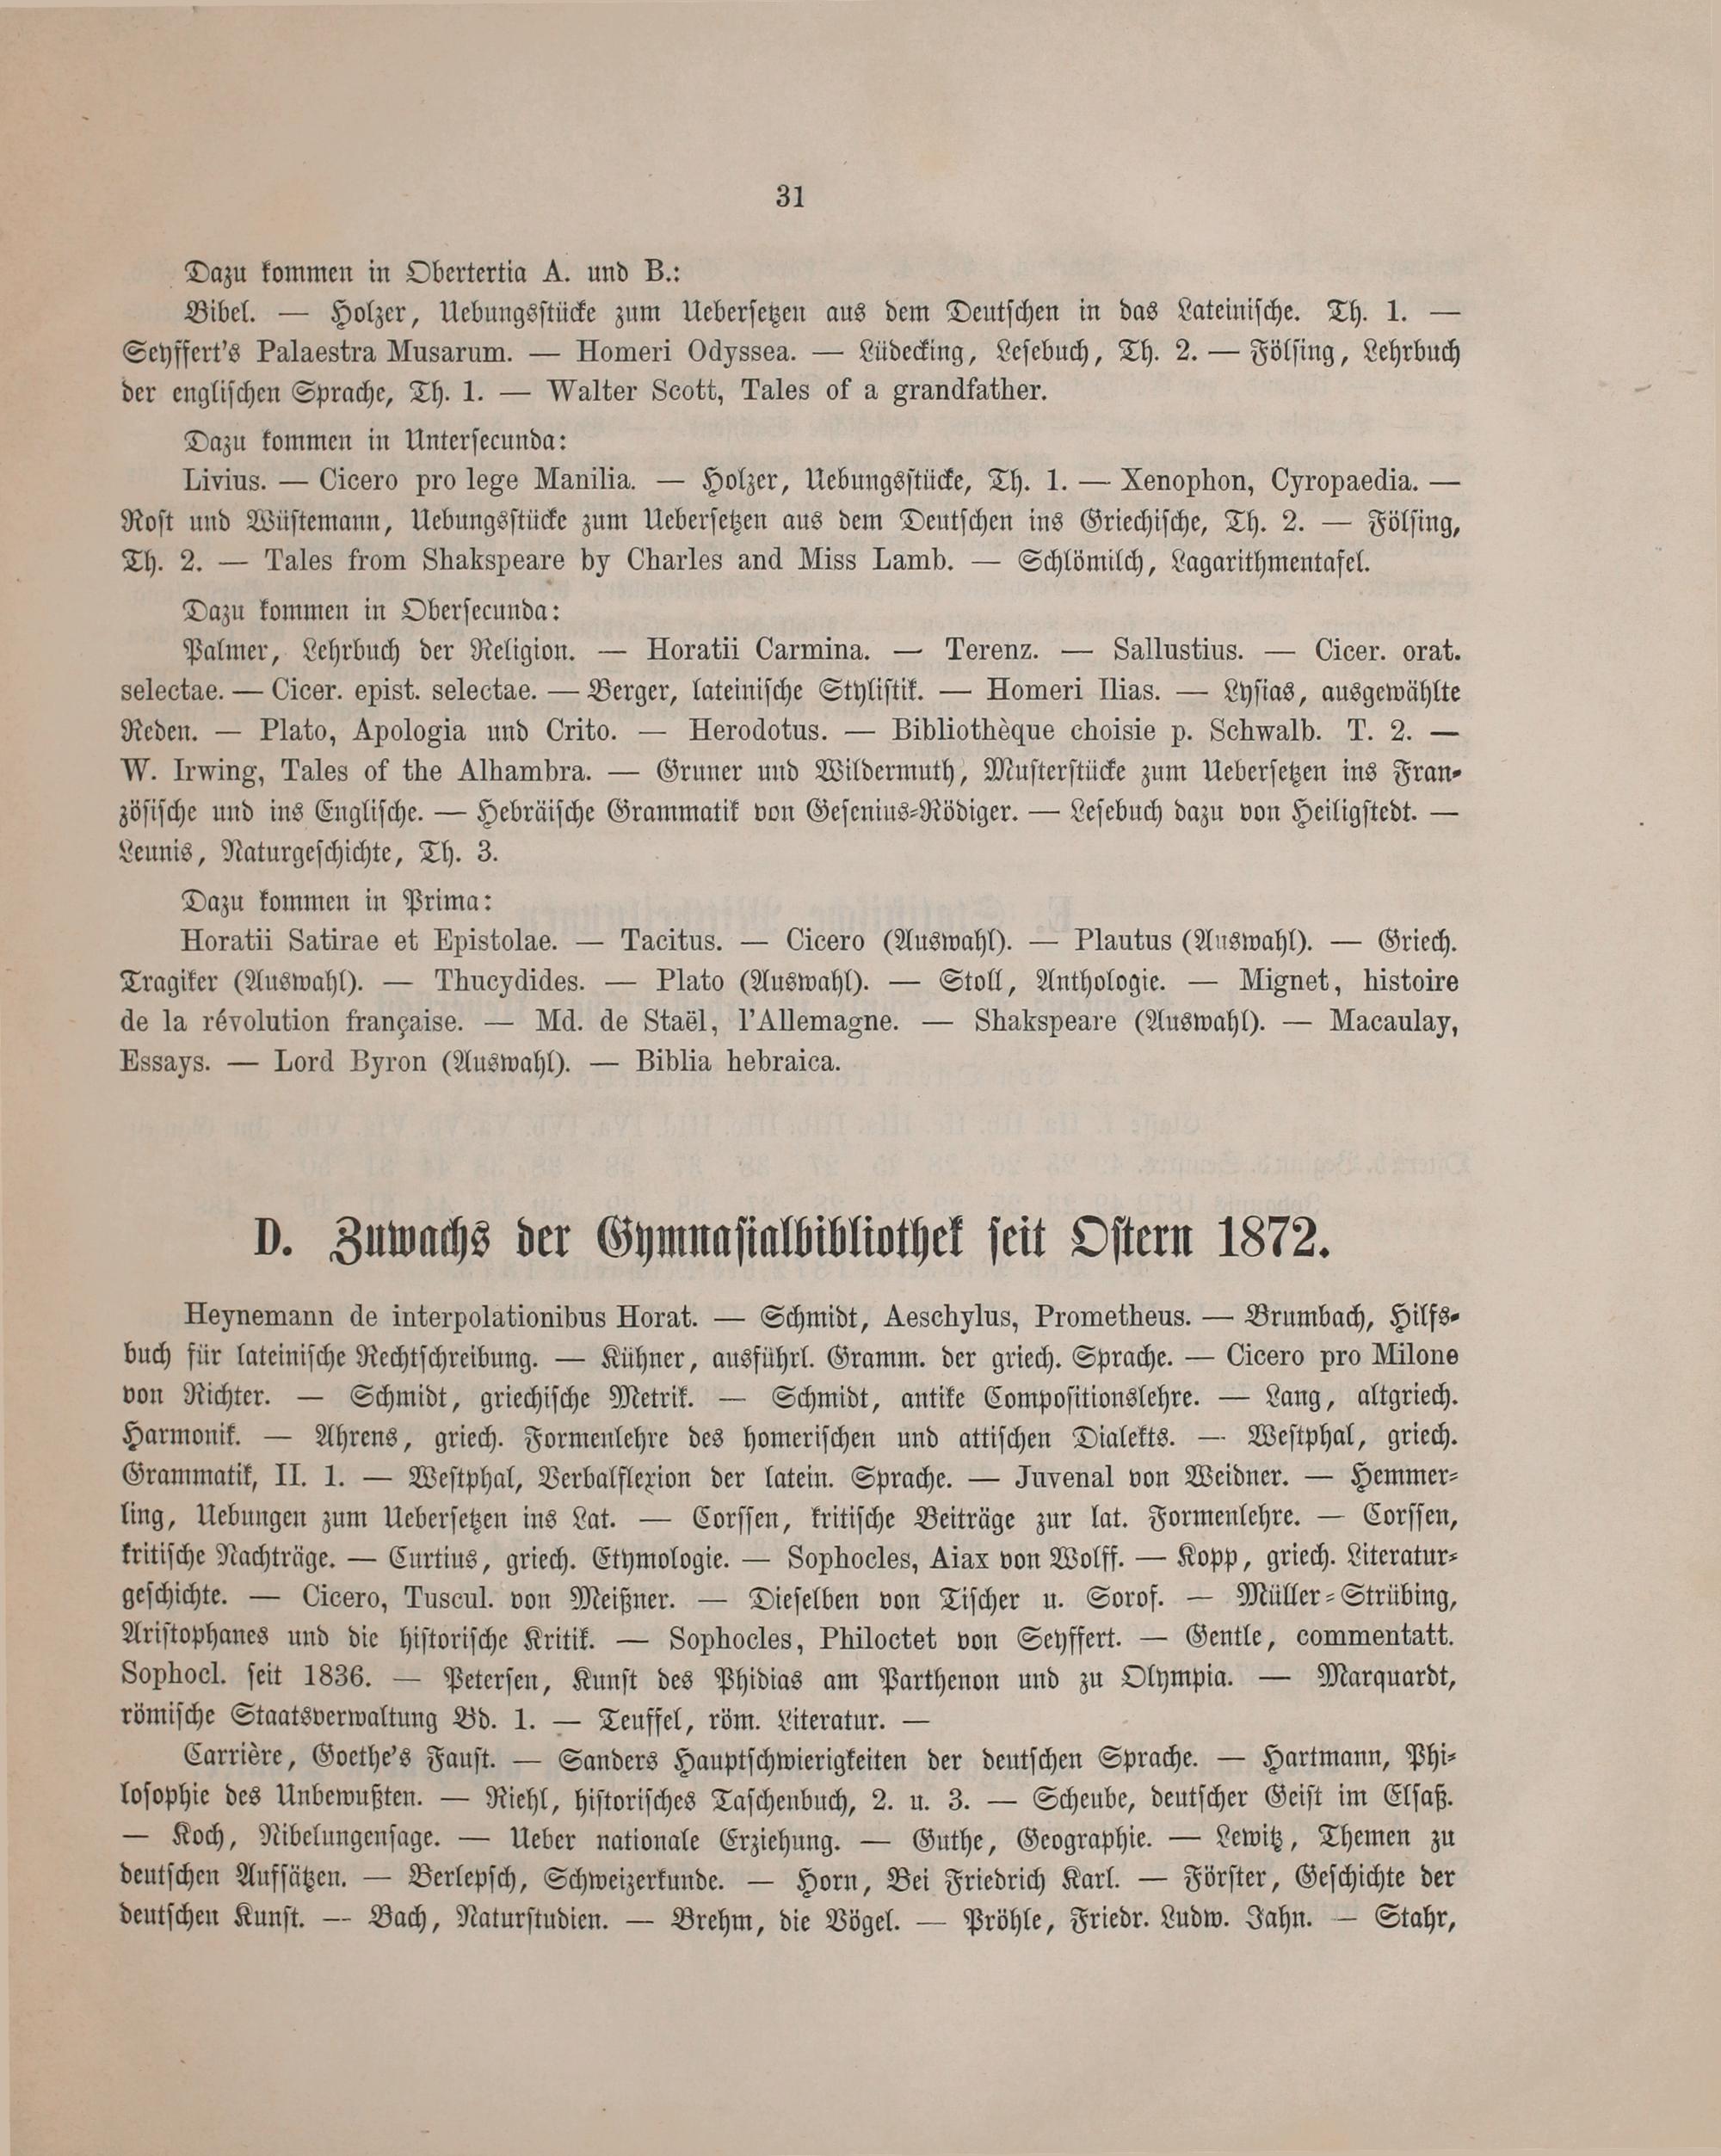 31
Dazu kommen in Obertertia A. und B.:
Bibel. — Holzer, Uebungsstücke zum Uebersetzen aus dem Deutschen in das Lateinische. Th. 1. —
Seyffert's Palaestra Musarum. — Homeri Odyssea. — Lüdecking, Lesebuch, Th. 2. — Fölsing, Lehrbuch
der englischen Sprache, Th. 1. — Walter Scott, Tales of a grandfather.
Dazu kommen in Untersecunda:
Livius. — Cicero pro lege Manilia. — Holzer, Uebungsstücke, Th. 1. — Xenophon, Cyropaedia. —
Rost und Wüstemann, Uebungsstücke zum Uebersetzen aus dem Deutschen ins Griechische, Th. 2. — Fölsing,
Th. 2. — Tales from Shakspeare by Charles and Miss Lamb. — Schlömilch, Lagarithmentafel.
Dazu kommen in Obersecunda:
Palmer, Lehrbuch der Religion. — Horatii Carmina. — Terenz. — Sallustius. — Cicer. orat.
selectae. — Cicer. epist. selectae. — Berger, lateinische Stylistik. — Homeri Ilias. — Lysias, ausgewählte
Reden. — Plato, Apologia und Crito. — Herodotus. — Bibliothèque choisie p. Schwalb. T. 2. —
W. Irwing, Tales of the Alhambra. — Gruner und Wildermuth, Musterstücke zum Uebersetzen ins Fran-
zösische und ins Englische. — Hebräische Grammatik von Gesenius-Rödiger. — Lesebuch dazu von Heiligstedt. —
Leunis, Naturgeschichte, Th. 3.
Dazu kommen in Prima:
Horatii Satirae et Epistolae. — Tacitus. — Cicero (Auswahl). — Plautus (Auswahl). — Griech.
Tragiker (Auswahl). — Thucydides. — Plato (Auswahl). — Stoll, Anthologie. — Mignet, histoire
de la révolution française. — Md. de Staël, l'Allemagne. — Shakspeare (Auswahl). — Macaulay,
Essays. — Lord Byron (Auswahl). — Biblia hebraica.
D. Zuwachs der Gymnasialbibliothek seit Ostern 1872.
Heynemann de interpolationibus Horat. — Schmidt, Aeschylus, Prometheus. — Brumbach, Hilfs-
buch für lateinische Rechtschreibung. — Kühner, ausführl. Gramm. der griech. Sprache. — Cicero pro Milone
von Richter. — Schmidt, griechische Metrik. — Schmidt, antike Compositionslehre. — Lang, altgriech.
Harmonik. — Ahrens, griech. Formenlehre des homerischen und attischen Dialekts. — Westphal, griech.
Grammatik, II. 1. — Westphal, Verbalflexion der latein. Sprache. — Juvenal von Weidner. — Hemmer-
ling, Uebungen zum Uebersetzen ins Lat. — Corssen, kritische Beiträge zur lat. Formenlehre. — Corssen,
kritische Nachträge. — Curtius, griech. Etymologie. — Sophocles, Aiax von Wolff. — Kopp, griech. Literatur-
geschichte. — Cicero, Tuscul. von Meißner. — Dieselben von Tischer u. Sorof. — Müller-Strübing,
Aristophanes und die historische Kritik. — Sophocles, Philoctet von Seyffert. — Gentle, commentatt.
Sophocl. seit 1836. — Petersen, Kunst des Phidias am Parthenon und zu Olympia. — Marquardt,
römische Staatsverwaltung Bd. 1. — Teuffel, röm. Literatur. —
Carrière, Goethe's Faust. — Sanders Hauptschwierigkeiten der deutschen Sprache. — Hartmann, Phi-
losophie des Unbewußten. — Riehl, historisches Taschenbuch, 2. u. 3. — Scheube, deutscher Geist im Elsaß.
— Koch, Nibelungensage. — Ueber nationale Erziehung. — Guthe, Geographie. — Lewitz, Themen zu
deutschen Aufsätzen. — Berlepsch, Schweizerkunde. — Horn, Bei Friedrich Karl. — Förster, Geschichte der
deutschen Kunst. — Bach, Naturstudien. — Brehm, die Vögel. — Pröhle, Friedr. Ludw. Jahn. — Stahr,